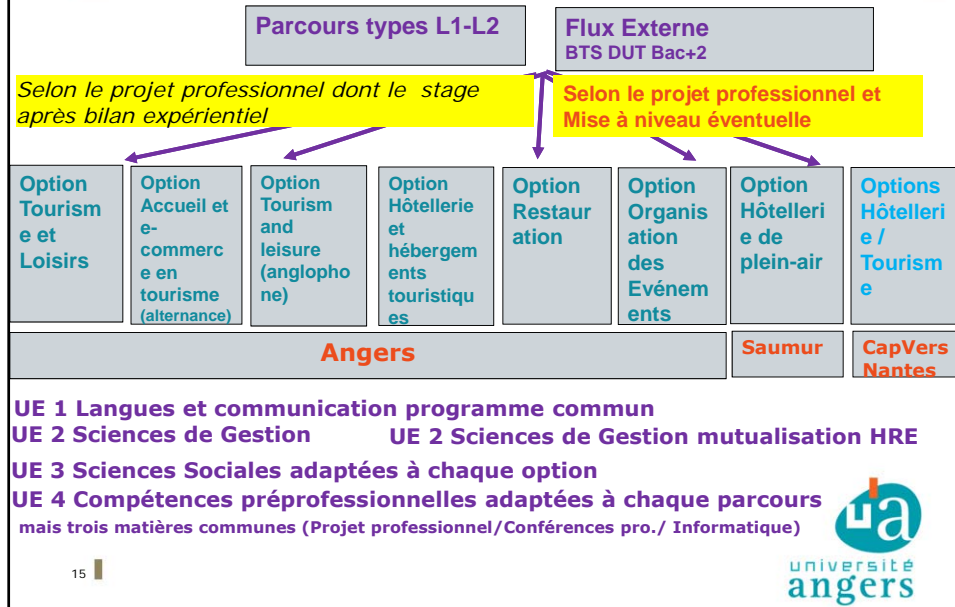 Parcours types L1-L2
Flux Externe
BTS DUT Bac+2
Selon le projet professionnel dont le stage
après bilan expérientiel
Selon le projet professionnel et
Mise à niveau éventuelle
Option
Tourism
e et
Loisirs
Option
Accueil et
e-
commerc
e en
tourisme
(alternance)
Option
Tourism
and
leisure
(anglopho
ne)
Option
Hôtellerie
et
hébergem
ents
touristiqu
es
Option
Restaur
ation
Option
Organis
ation
des
Evénem
ents
Option
Hôtelleri
e de
plein-air
Options
Hôtelleri
e /
Tourism
e
Angers
Saumur
CapVers
Nantes
UE 1 Langues et communication programme commun
UE 2 Sciences de Gestion UE 2 Sciences de Gestion mutualisation HRE
UE 3 Sciences Sociales adaptées à chaque option
UE 4 Compétences préprofessionnelles adaptées à chaque parcours
mais trois matières communes (Projet professionnel/Conférences pro./ Informatique)
15
ua
université
angers